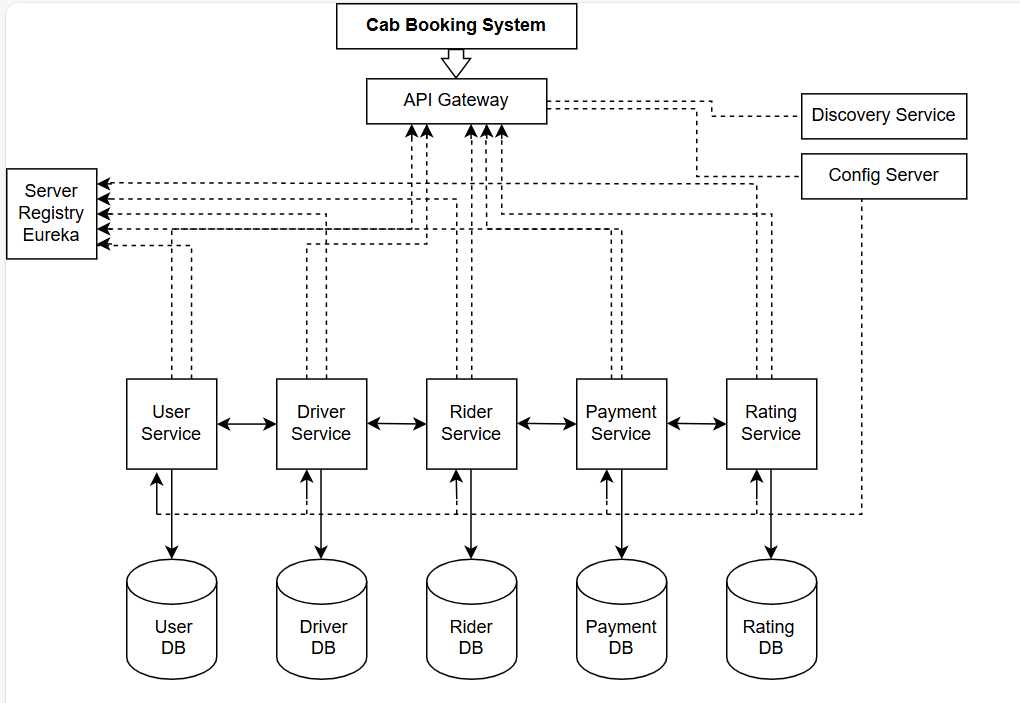 Cab Booking System
API Gateway
Discovery Service
Config Server
Server
Registry
Eureka
User
Service
Driver
Service
Rider
Service
Payment
Service
Rating
Service
User
DB
Driver
DB
Rider
DB
Payment
DB
Rating
DB